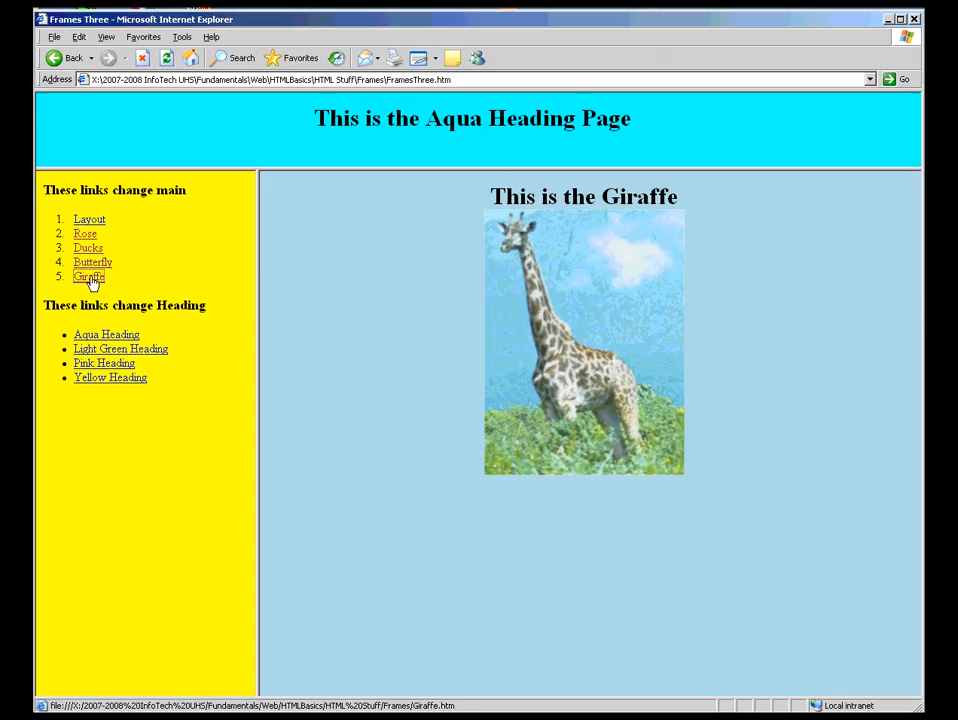 Frames Three - Microsoft Internet Explorer
File Edit View Favorites Tools Help
Back Search Favorites
Address X:\2007-2008 InfoTech UHS\Fundamentals\Web\HTMLBasics\HTML Stuff\Frames\FramesThree.htm Go
This is the Aqua Heading Page
These links change main
1. Layout
2. Rose
3. Ducks
4. Butterfly
5. Giraffe
These links change Heading
• Aqua Heading
• Light Green Heading
• Pink Heading
• Yellow Heading
This is the Giraffe
file:///X:/2007-2008%20InfoTech%20UHS/Fundamentals/Web/HTMLBasics/HTML%20Stuff/Frames/Giraffe.htm Local intranet